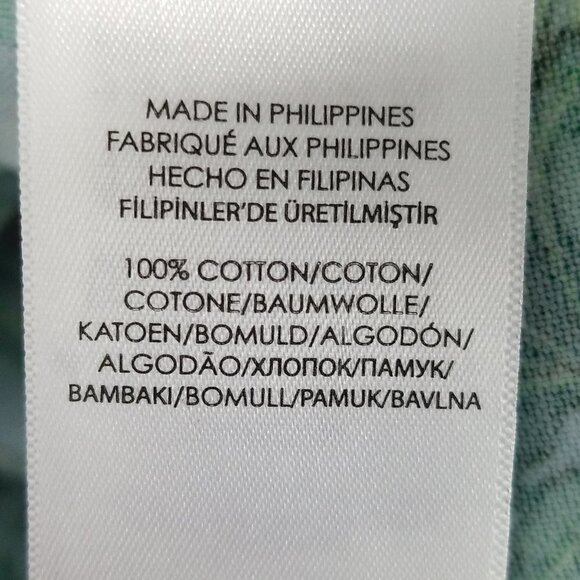 MADE IN PHILIPPINES
FABRIQUÉ AUX PHILIPPINES
HECHO EN FILIPINAS
FİLİPİNLER'DE ÜRETİLMİŞTİR
100% COTTON/COTON/
COTONE/BAUMWOLLE/
KATOEN/BOMULD/ALGODÓN/
ALGODÃO/ХЛОПОК/ПАМУК/
BAMBAKI/BOMULL/PAMUK/BAVLNA